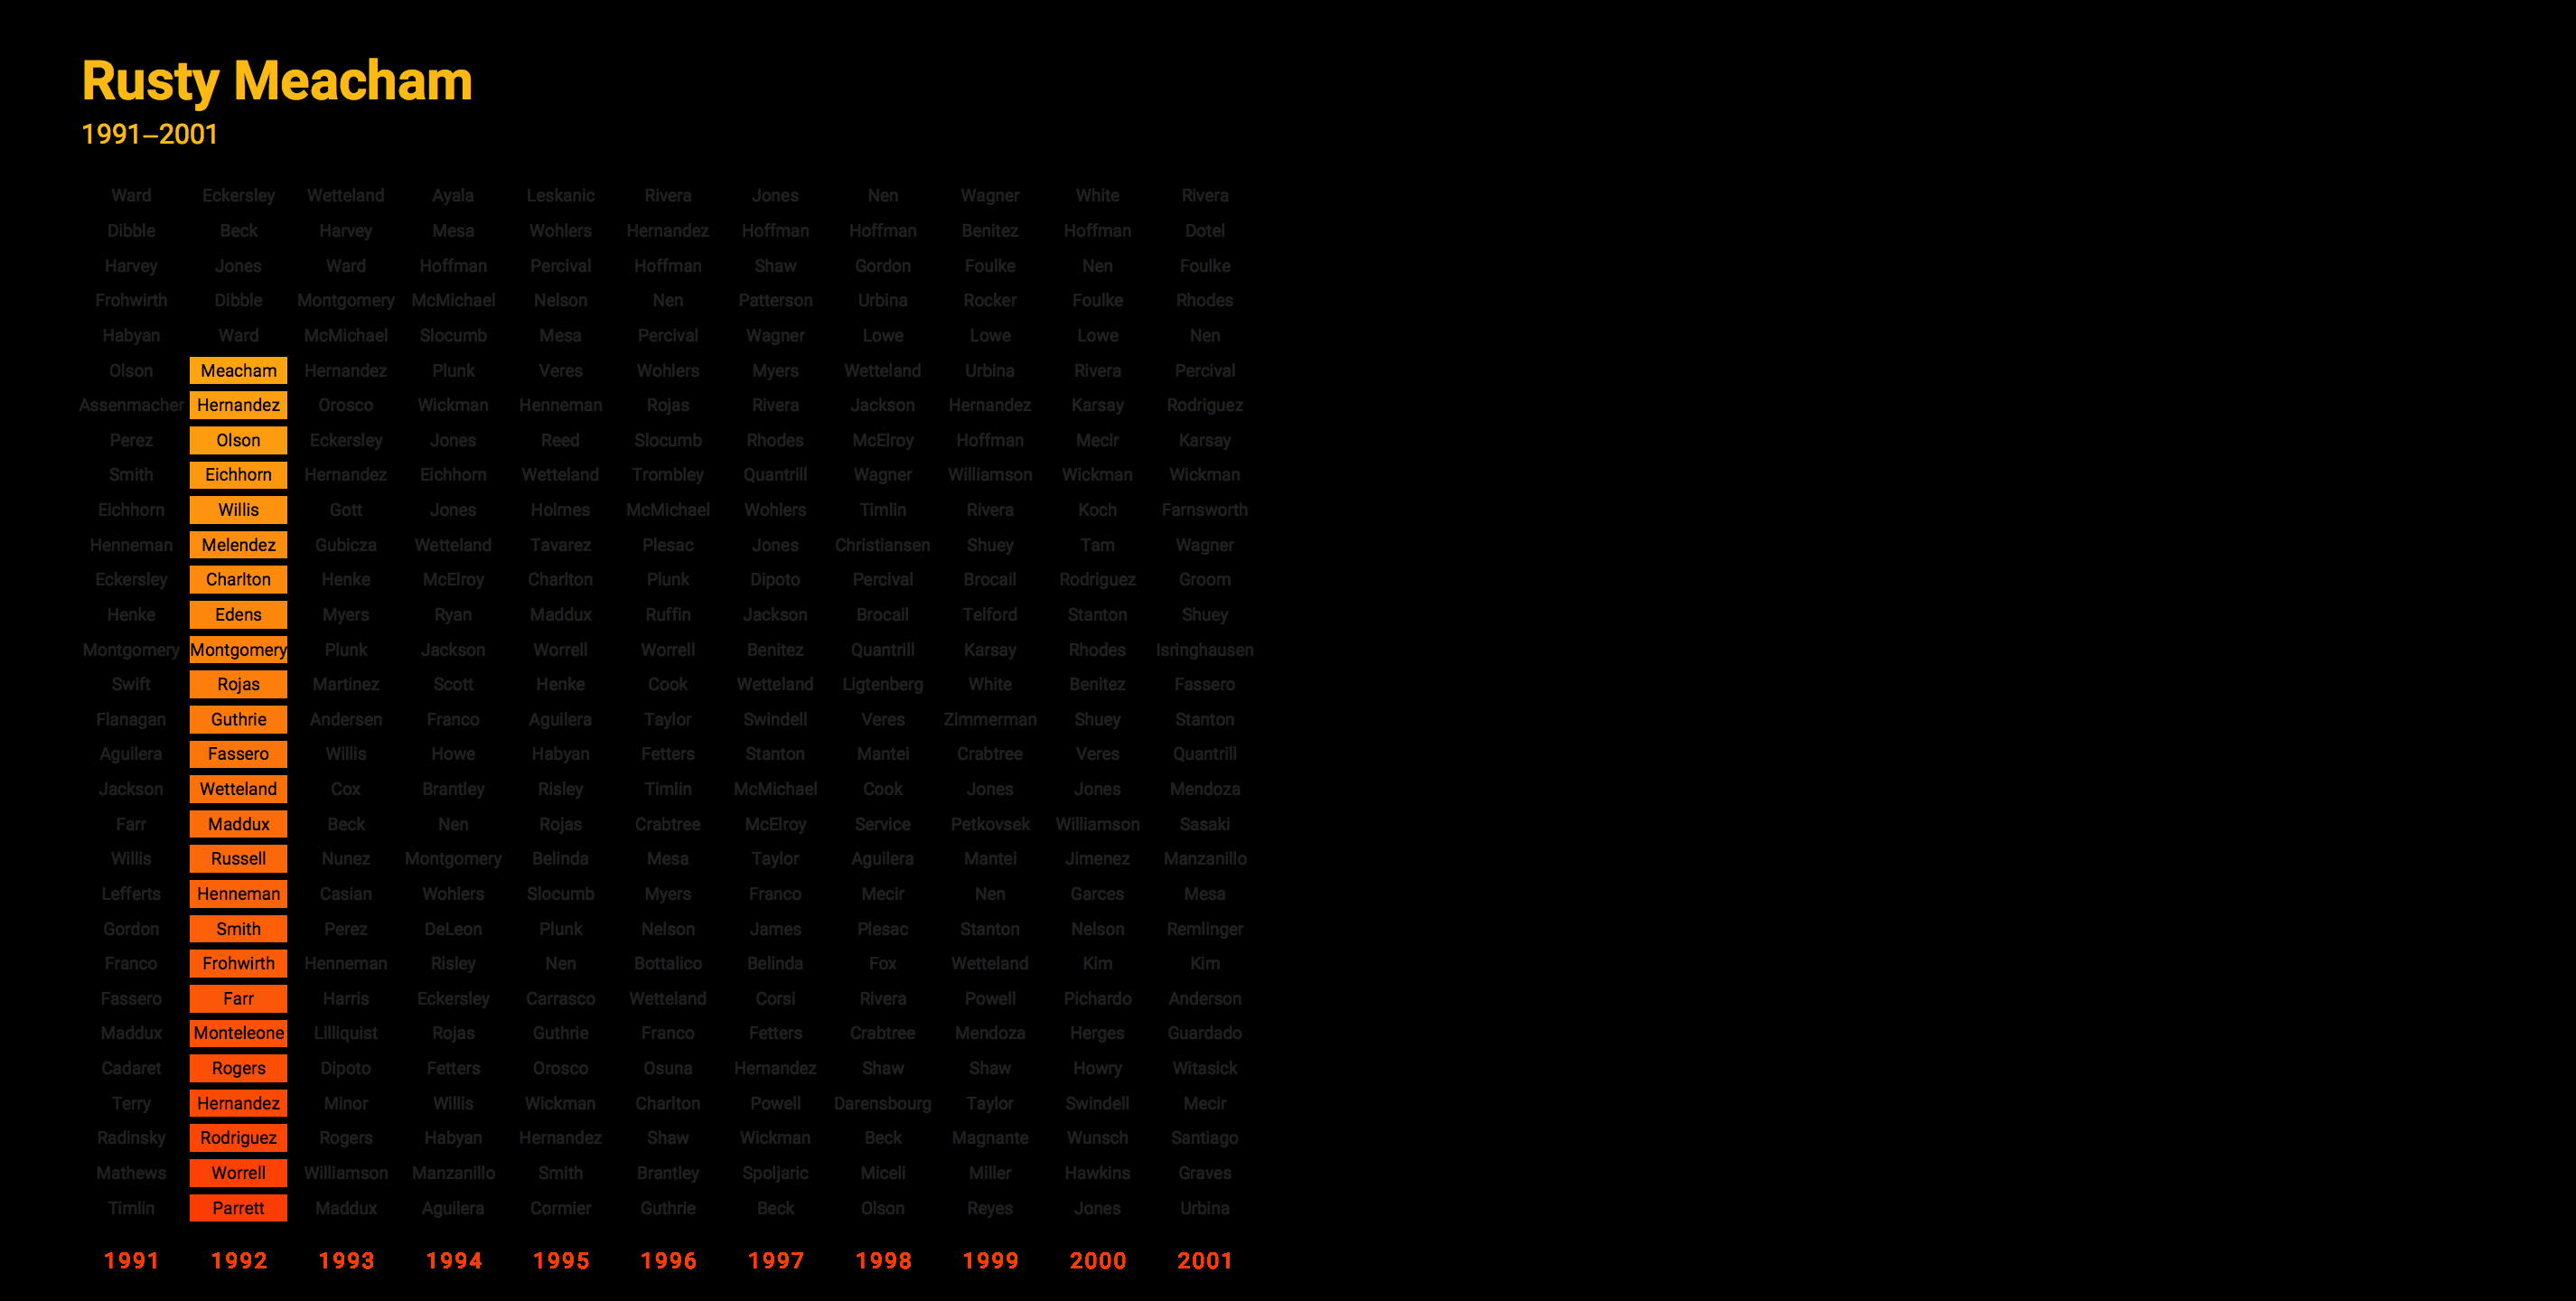 Rusty Meacham
1991–2001
Ward Eckersley Wetteland Ayala Leskanic Rivera Jones Nen Wagner White Rivera
Dibble Beck Harvey Mesa Wohlers Hernandez Hoffman Hoffman Benitez Hoffman Dotel
Harvey Jones Ward Hoffman Percival Hoffman Shaw Gordon Foulke Nen Foulke
Frohwirth Dibble Montgomery McMichael Nelson Nen Patterson Urbina Rocker Foulke Rhodes
Habyan Ward McMichael Slocumb Mesa Percival Wagner Lowe Lowe Lowe Nen
Olson Meacham Hernandez Plunk Veres Wohlers Myers Wetteland Urbina Rivera Percival
Assenmacher Hernandez Orosco Wickman Henneman Rojas Rivera Jackson Hernandez Karsay Rodriguez
Perez Olson Eckersley Jones Reed Slocumb Rhodes McElroy Hoffman Mecir Karsay
Smith Eichhorn Hernandez Eichhorn Wetteland Trombley Quantrill Wagner Williamson Wickman Wickman
Eichhorn Willis Gott Jones Holmes McMichael Wohlers Timlin Rivera Koch Farnsworth
Henneman Melendez Gubicza Wetteland Tavarez Plesac Jones Christiansen Shuey Tam Wagner
Eckersley Charlton Henke McElroy Charlton Plunk Dipoto Percival Brocail Rodriguez Groom
Henke Edens Myers Ryan Maddux Ruffin Jackson Brocail Telford Stanton Shuey
Montgomery Montgomery Plunk Jackson Worrell Worrell Benitez Quantrill Karsay Rhodes Isringhausen
Swift Rojas Martinez Scott Henke Cook Wetteland Ligtenberg White Benitez Fassero
Flanagan Guthrie Andersen Franco Aguilera Taylor Swindell Veres Zimmerman Shuey Stanton
Aguilera Fassero Willis Howe Habyan Fetters Stanton Mantei Crabtree Veres Quantrill
Jackson Wetteland Cox Brantley Risley Timlin McMichael Cook Jones Jones Mendoza
Farr Maddux Beck Nen Rojas Crabtree McElroy Service Petkovsek Williamson Sasaki
Willis Russell Nunez Montgomery Belinda Mesa Taylor Aguilera Mantei Jimenez Manzanillo
Lefferts Henneman Casian Wohlers Slocumb Myers Franco Mecir Nen Garces Mesa
Gordon Smith Perez DeLeon Plunk Nelson James Plesac Stanton Nelson Remlinger
Franco Frohwirth Henneman Risley Nen Bottalico Belinda Fox Wetteland Kim Kim
Fassero Farr Harris Eckersley Carrasco Wetteland Corsi Rivera Powell Pichardo Anderson
Maddux Monteleone Lilliquist Rojas Guthrie Franco Fetters Crabtree Mendoza Herges Guardado
Cadaret Rogers Dipoto Fetters Orosco Osuna Hernandez Shaw Shaw Howry Witasick
Terry Hernandez Minor Willis Wickman Charlton Powell Darensbourg Taylor Swindell Mecir
Radinsky Rodriguez Rogers Habyan Hernandez Shaw Wickman Beck Magnante Wunsch Santiago
Mathews Worrell Williamson Manzanillo Smith Brantley Spoljaric Miceli Miller Hawkins Graves
Timlin Parrett Maddux Aguilera Cormier Guthrie Beck Olson Reyes Jones Urbina
1991 1992 1993 1994 1995 1996 1997 1998 1999 2000 2001